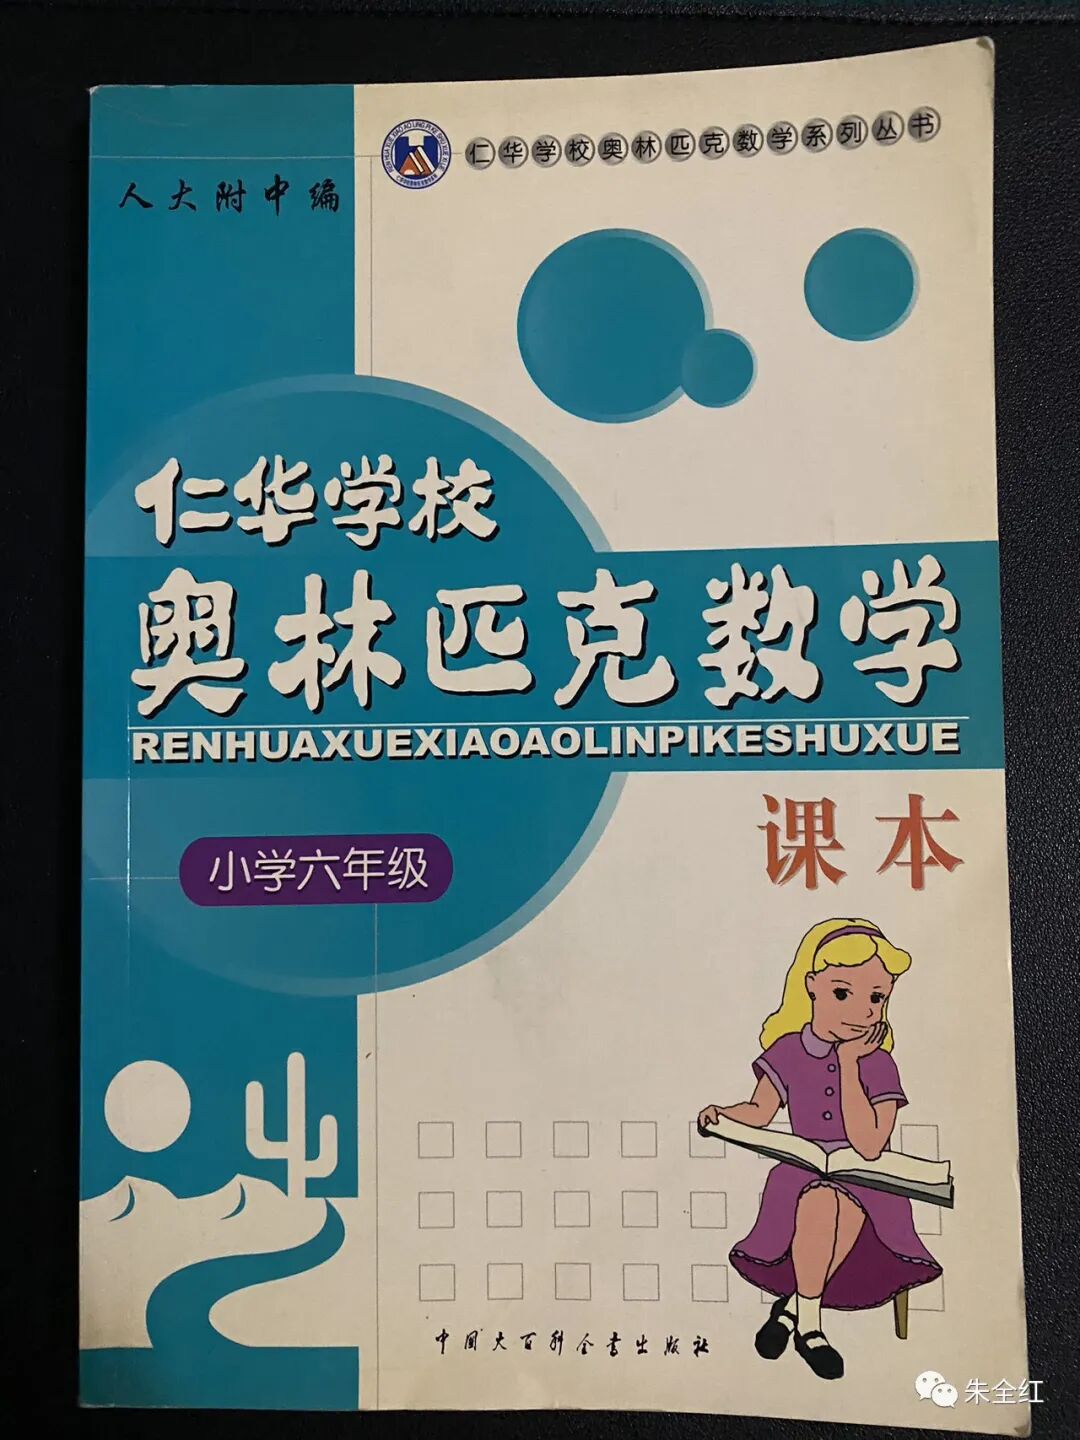 仁华学校奥林匹克数学系列丛书
人大附中编
仁华学校
奥林匹克数学
RENHUAXUEXIAOAOLINPIKESHUXUE
课本
小学六年级
中国大百科全书出版社
朱全红